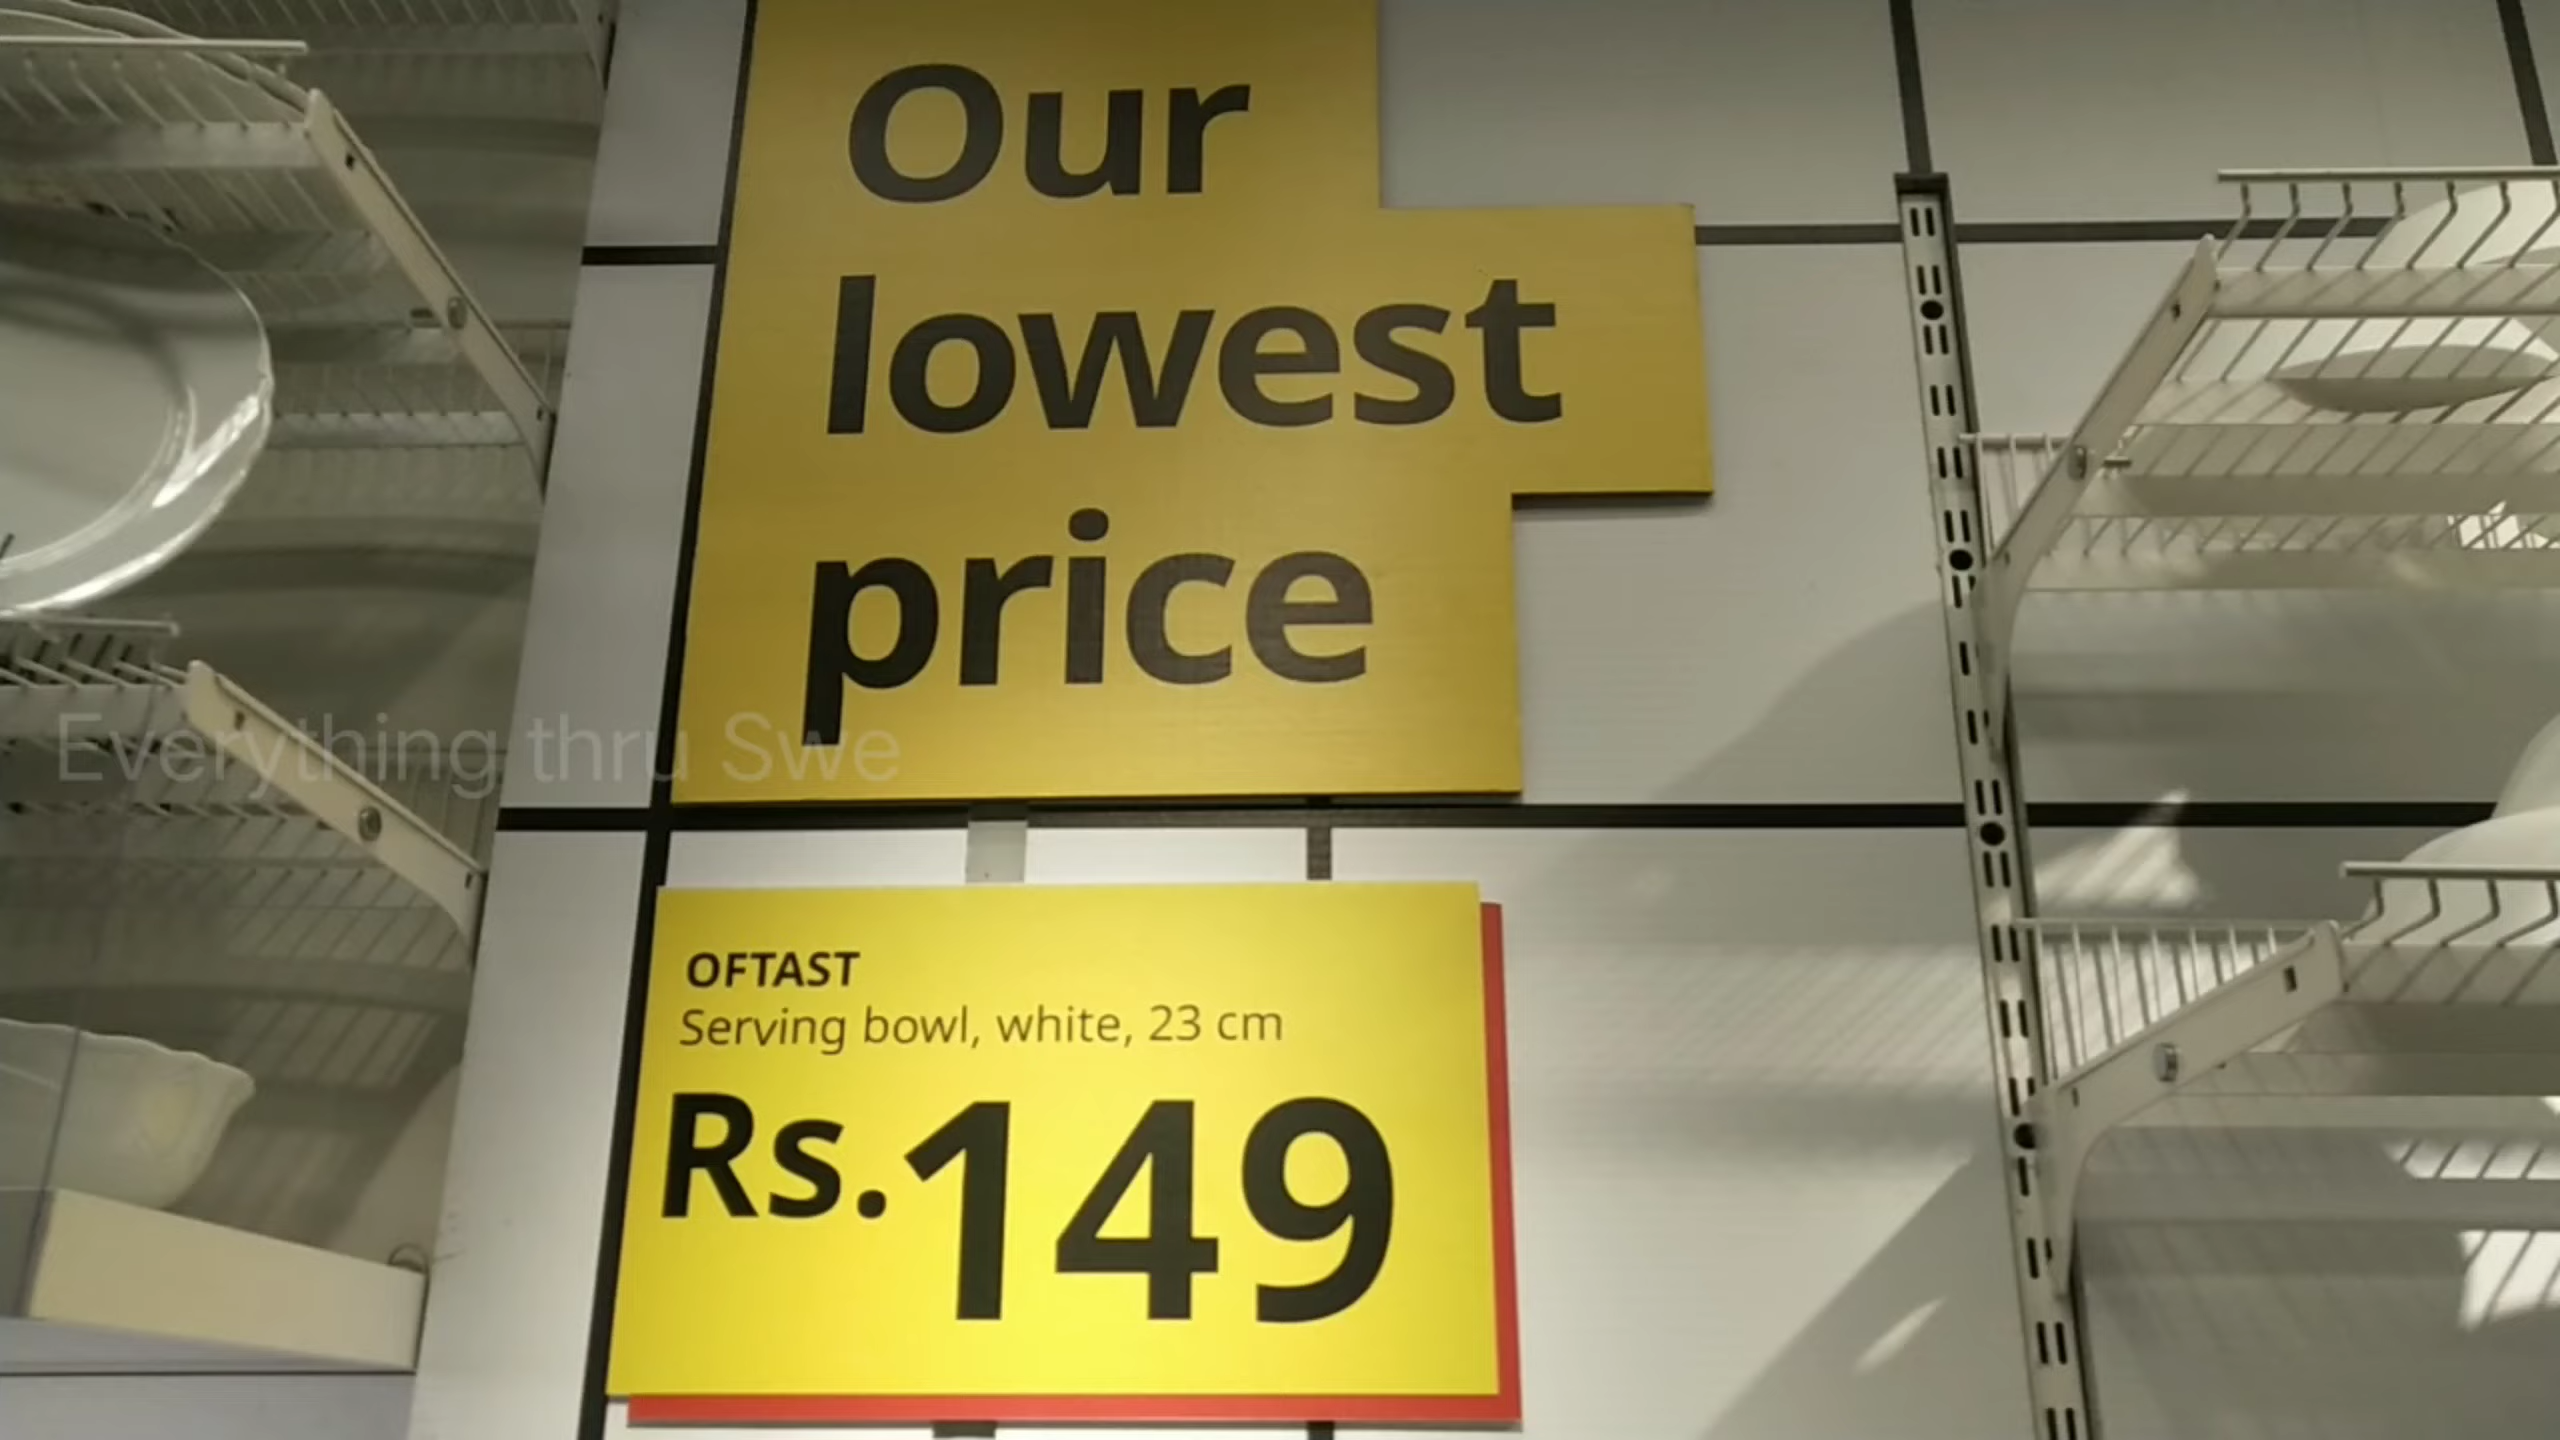 Our
lowest
price
Everything thru Swe
OFTAST
Serving bowl, white, 23 cm
Rs.149